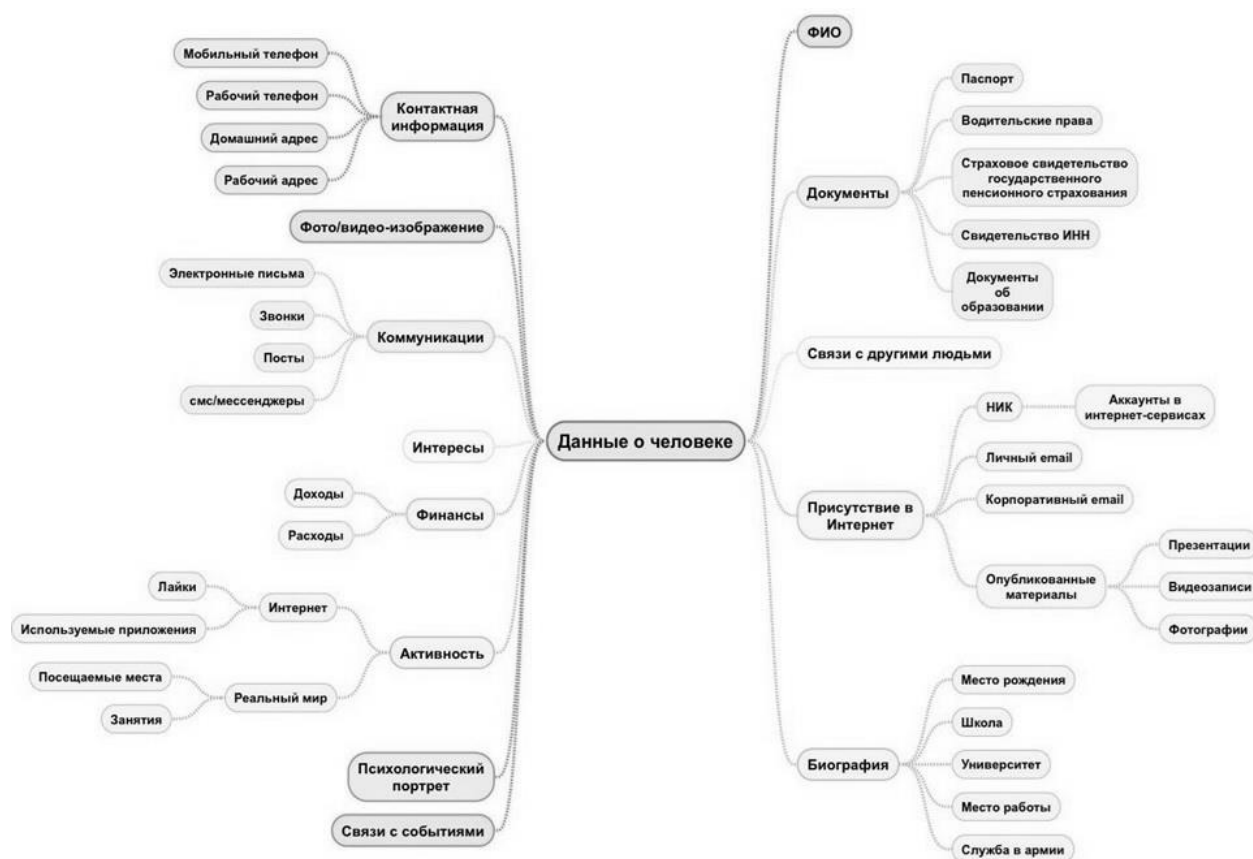 Мобильный телефон
Рабочий телефон
Домашний адрес
Рабочий адрес
Контактная
информация
Фото/видео-изображение
Электронные письма
Звонки
Посты
смс/мессенджеры
Коммуникации
Интересы
Доходы
Расходы
Финансы
Лайки
Используемые приложения
Интернет
Посещаемые места
Занятия
Реальный мир
Активность
Психологический
портрет
Связи с событиями
Данные о человеке
ФИО
Документы
Паспорт
Водительские права
Страховое свидетельство
государственного
пенсионного страхования
Свидетельство ИНН
Документы
об
образовании
Связи с другими людьми
Присутствие в
Интернет
НИК
Аккаунты в
интернет-сервисах
Личный email
Корпоративный email
Опубликованные
материалы
Презентации
Видеозаписи
Фотографии
Биография
Место рождения
Школа
Университет
Место работы
Служба в армии